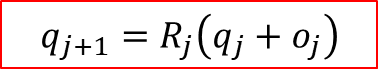 q_{j+1} = R_j(q_j + o_j)